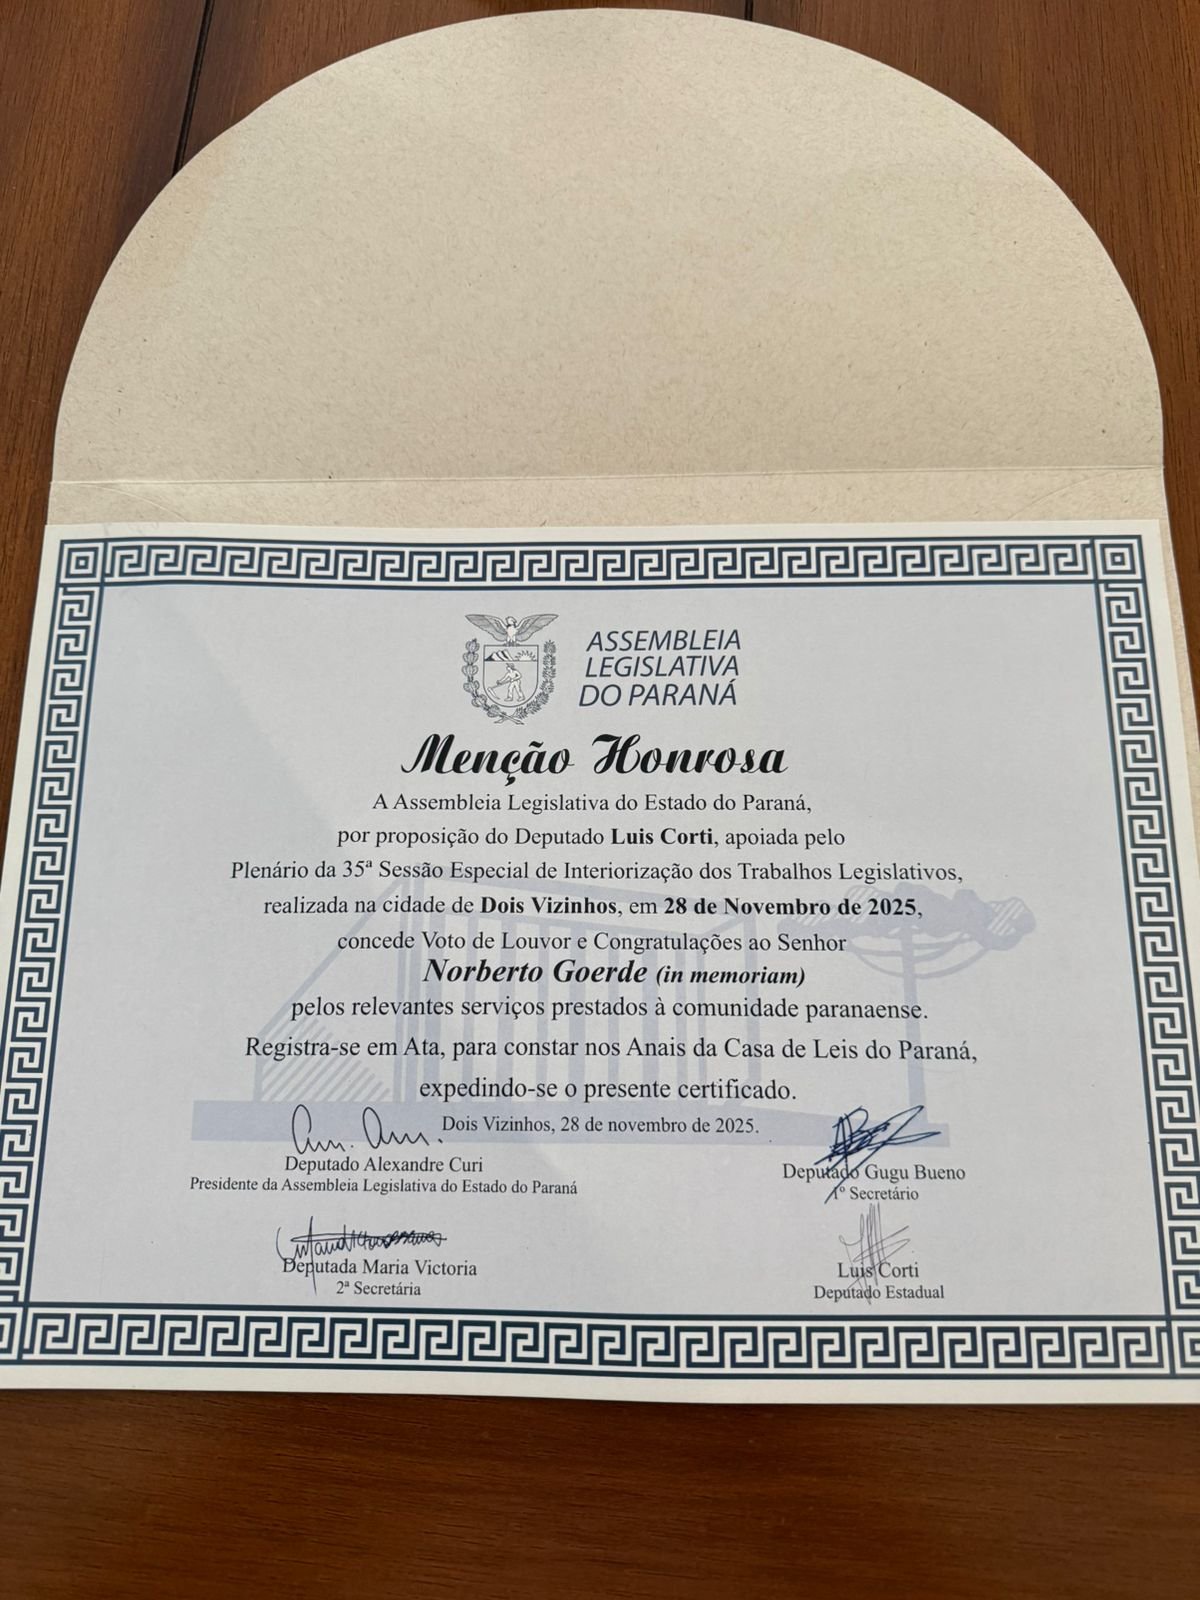 ASSEMBLEIA
LEGISLATIVA
DO PARANÁ
Menção Honrosa
A Assembleia Legislativa do Estado do Paraná,
por proposição do Deputado Luis Corti, apoiada pelo
Plenário da 35ª Sessão Especial de Interiorização dos Trabalhos Legislativos,
realizada na cidade de Dois Vizinhos, em 28 de Novembro de 2025,
concede Voto de Louvor e Congratulações ao Senhor
Norberto Goerde (in memoriam)
pelos relevantes serviços prestados à comunidade paranaense.
Registra-se em Ata, para constar nos Anais da Casa de Leis do Paraná,
expedindo-se o presente certificado.
Dois Vizinhos, 28 de novembro de 2025.
Deputado Alexandre Curi
Presidente da Assembleia Legislativa do Estado do Paraná
Deputado Gugu Bueno
1º Secretário
Deputada Maria Victoria
2ª Secretária
Luis Corti
Deputado Estadual